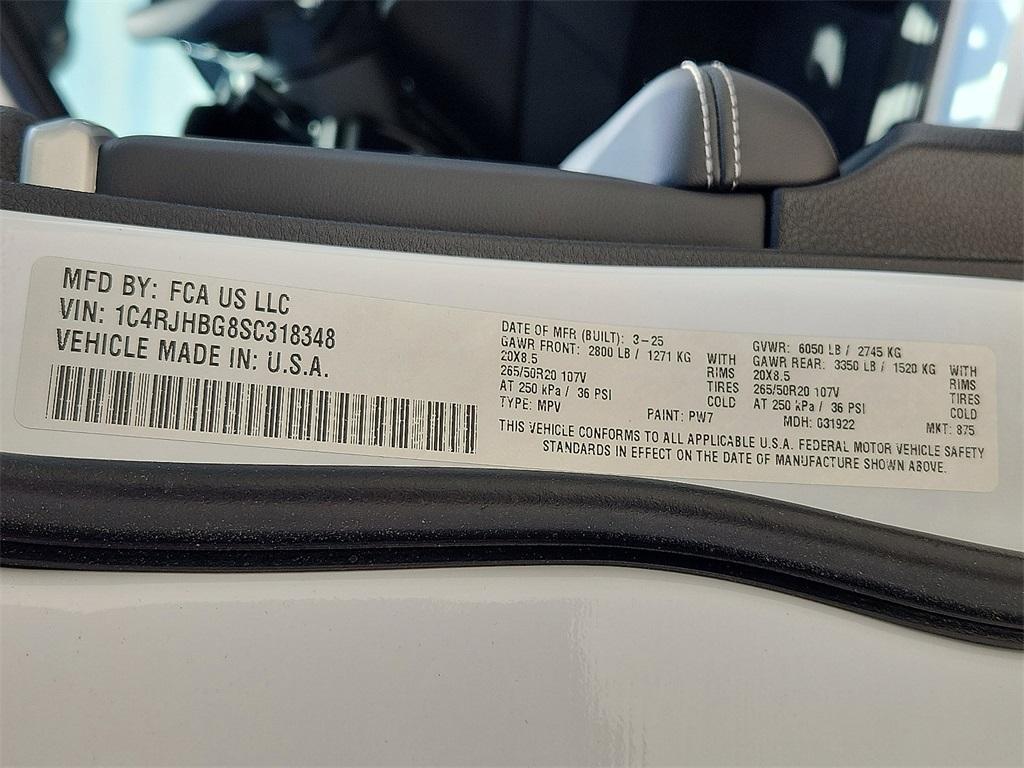 MFD BY: FCA US LLC
VIN: 1C4RJHBG8SC318348
VEHICLE MADE IN: U.S.A.
DATE OF MFR (BUILT): 3-25
GAWR FRONT: 2800 LB / 1271 KG WITH
20X8.5 RIMS
265/50R20 107V TIRES
AT 250 kPa / 36 PSI COLD
TYPE: MPV PAINT: PW7
GVWR: 6050 LB / 2745 KG
GAWR REAR: 3350 LB / 1520 KG WITH
20X8.5 RIMS
265/50R20 107V TIRES
AT 250 kPa / 36 PSI COLD
MDH: 031922 MKT: 875
THIS VEHICLE CONFORMS TO ALL APPLICABLE U.S.A. FEDERAL MOTOR VEHICLE SAFETY
STANDARDS IN EFFECT ON THE DATE OF MANUFACTURE SHOWN ABOVE.